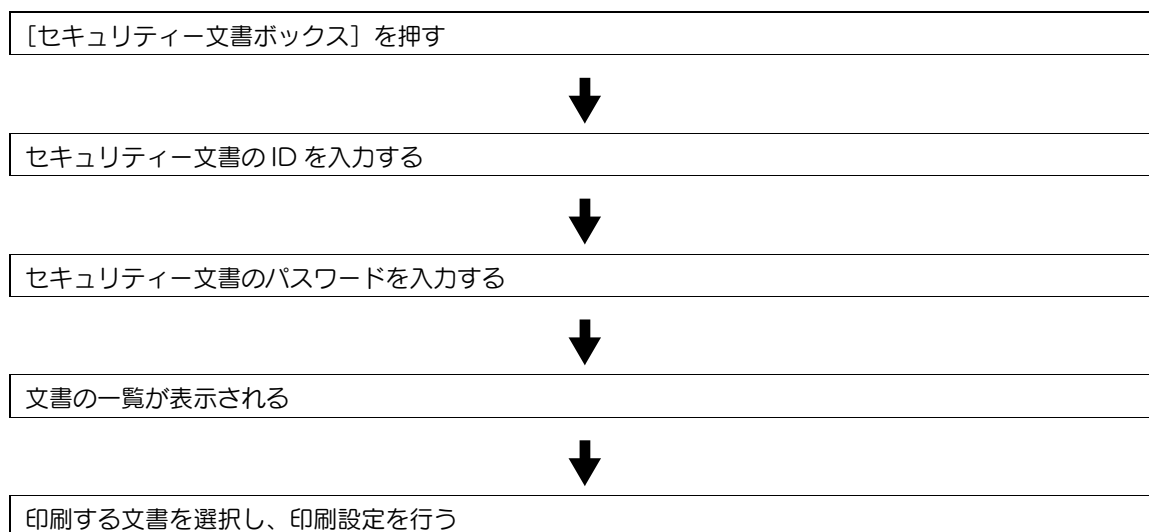 ［セキュリティー文書ボックス］を押す
セキュリティー文書の ID を入力する
セキュリティー文書のパスワードを入力する
文書の一覧が表示される
印刷する文書を選択し、印刷設定を行う